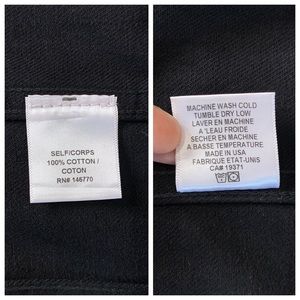 SELF/CORPS
100% COTTON /
COTON
RN# 146770
MACHINE WASH COLD
TUMBLE DRY LOW
LAVER EN MACHINE
A 'LEAU FROIDE
SECHER EN MACHINE
A BASSE TEMPERATURE
MADE IN USA
FABRIQUE ETAT-UNIS
CA# 19371